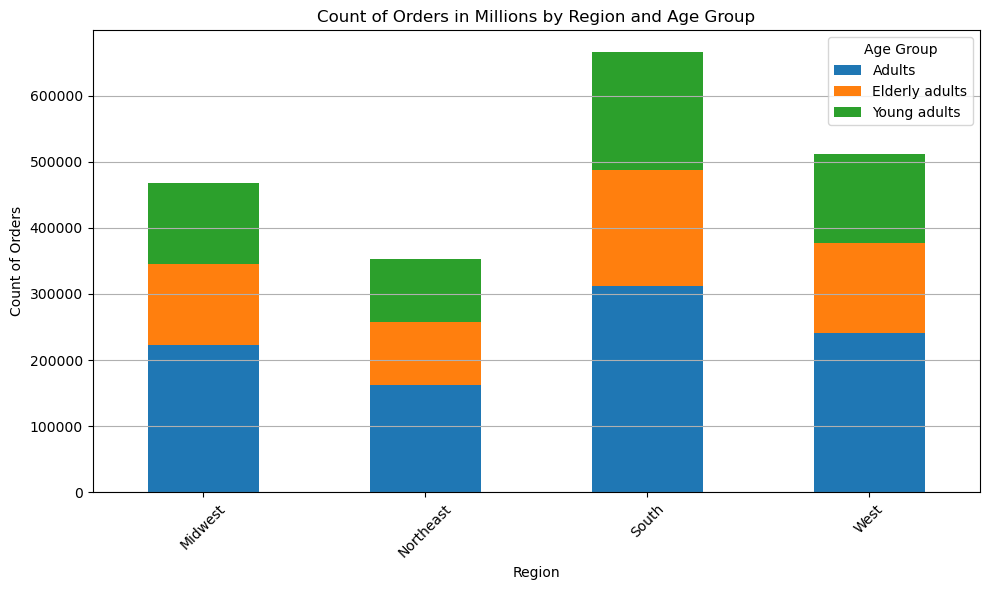 Count of Orders in Millions by Region and Age Group
Age Group
Adults
Elderly adults
Young adults
Count of Orders
600000
500000
400000
300000
200000
100000
0
Midwest
Northeast
South
West
Region